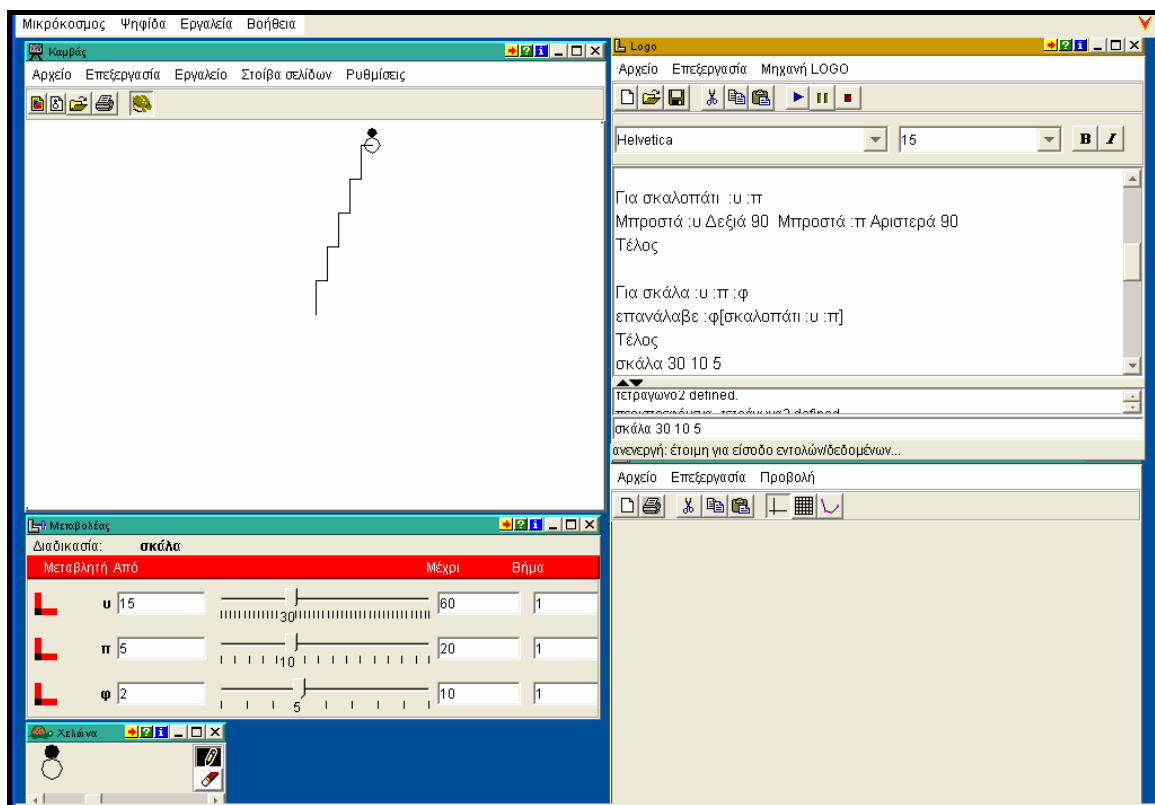 Μικρόκοσμος Ψηφίδα Εργαλεία Βοήθεια
Καμβάς
Αρχείο Επεξεργασία Εργαλείο Στοίβα σελίδων Ρυθμίσεις
Logo
Αρχείο Επεξεργασία Μηχανή LOGO
Helvetica 15 B I
Για σκαλοπάτι :υ :π
Μπροστά :υ Δεξιά 90 Μπροστά :π Αριστερά 90
Τέλος
Για σκάλα :υ :π :φ
επανάλαβε :φ[σκαλοπάτι :υ :π]
Τέλος
σκάλα 30 10 5
τετράγωνο2 defined.
defined
σκάλα 30 10 5
ανενεργή: έτοιμη για είσοδο εντολών/δεδομένων...
Αρχείο Επεξεργασία Προβολή
Μεταβολέας
Διαδικασία: σκάλα
Μεταβλητή Από Μέχρι Βήμα
υ 15 30 60 1
π 5 10 20 1
φ 2 5 10 1
Χελώνα